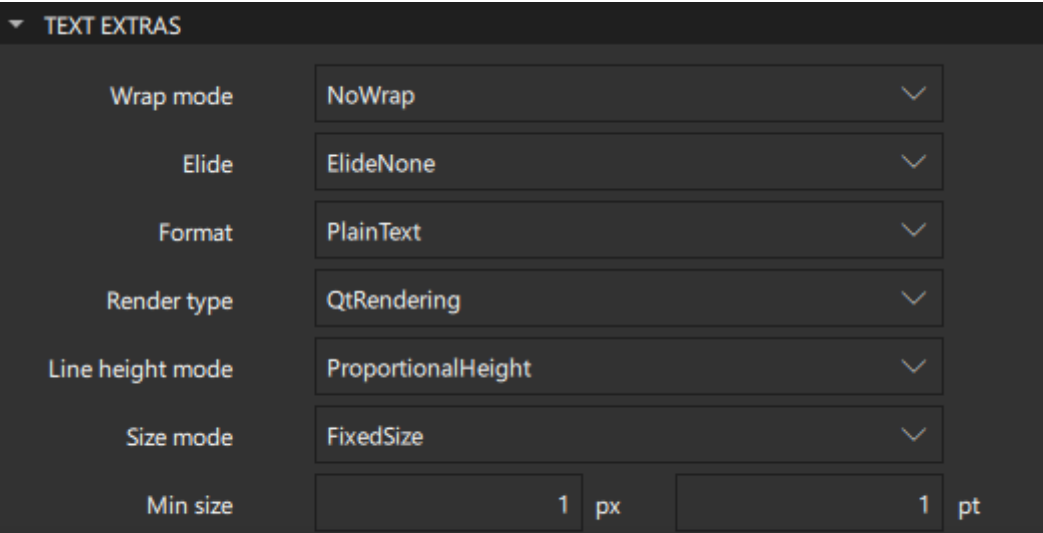 TEXT EXTRAS
Wrap mode NoWrap
Elide ElideNone
Format PlainText
Render type QtRendering
Line height mode ProportionalHeight
Size mode FixedSize
Min size 1 px 1 pt